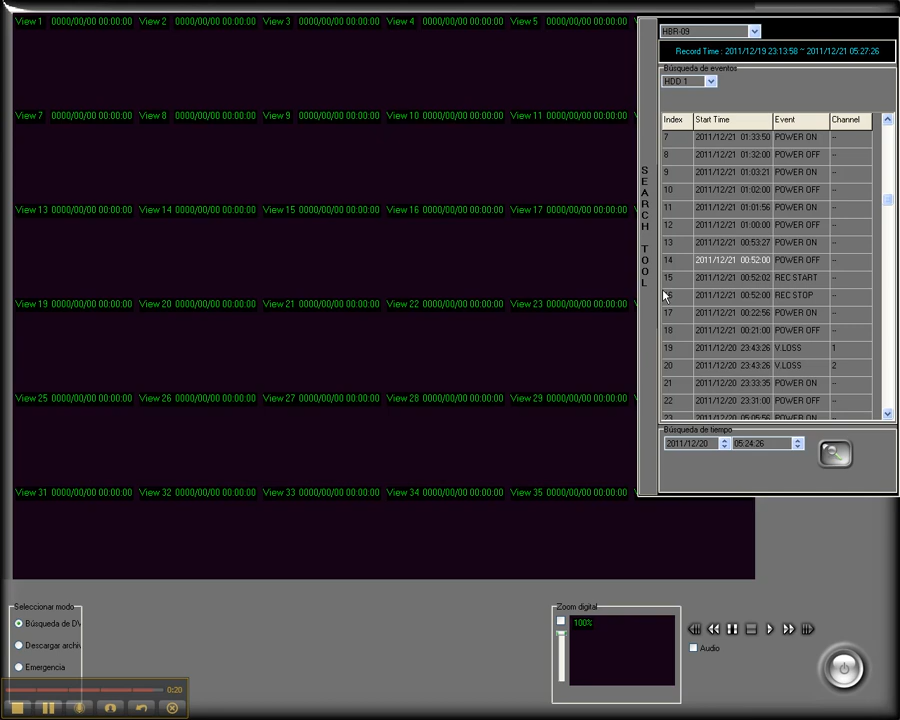 View 1 0000/00/00 00:00:00 View 2 0000/00/00 00:00:00 View 3 0000/00/00 00:00:00 View 4 0000/00/00 00:00:00 View 5 0000/00/00 00:00:00
View 7 0000/00/00 00:00:00 View 8 0000/00/00 00:00:00 View 9 0000/00/00 00:00:00 View 10 0000/00/00 00:00:00 View 11 0000/00/00 00:00:00
View 13 0000/00/00 00:00:00 View 14 0000/00/00 00:00:00 View 15 0000/00/00 00:00:00 View 16 0000/00/00 00:00:00 View 17 0000/00/00 00:00:00
View 19 0000/00/00 00:00:00 View 20 0000/00/00 00:00:00 View 21 0000/00/00 00:00:00 View 22 0000/00/00 00:00:00 View 23 0000/00/00 00:00:00
View 25 0000/00/00 00:00:00 View 26 0000/00/00 00:00:00 View 27 0000/00/00 00:00:00 View 28 0000/00/00 00:00:00 View 29 0000/00/00 00:00:00
View 31 0000/00/00 00:00:00 View 32 0000/00/00 00:00:00 View 33 0000/00/00 00:00:00 View 34 0000/00/00 00:00:00 View 35 0000/00/00 00:00:00
SEARCH TOOL
HBR-09
Record Time : 2011/12/19 23:13:58 ~ 2011/12/21 05:27:26
Búsqueda de eventos
HDD 1
Index Start Time Event Channel
7 2011/12/21 01:33:50 POWER ON --
8 2011/12/21 01:32:00 POWER OFF --
9 2011/12/21 01:03:21 POWER ON --
10 2011/12/21 01:02:00 POWER OFF --
11 2011/12/21 01:01:56 POWER ON --
12 2011/12/21 01:00:00 POWER OFF --
13 2011/12/21 00:53:27 POWER ON --
14 2011/12/21 00:52:00 POWER OFF --
15 2011/12/21 00:52:02 REC START --
2011/12/21 00:52:00 REC STOP --
17 2011/12/21 00:22:56 POWER ON --
18 2011/12/21 00:21:00 POWER OFF --
19 2011/12/20 23:43:26 V.LOSS 1
20 2011/12/20 23:43:26 V.LOSS 2
21 2011/12/20 23:33:35 POWER ON --
22 2011/12/20 23:31:00 POWER OFF --
23 2011/12/20 05:05:56 POWER ON --
Búsqueda de tiempo
2011/12/20 05:24:26
Seleccionar modo
Búsqueda de DV
Descargar archiv
Emergencia
0:20
Zoom digital
100%
Audio